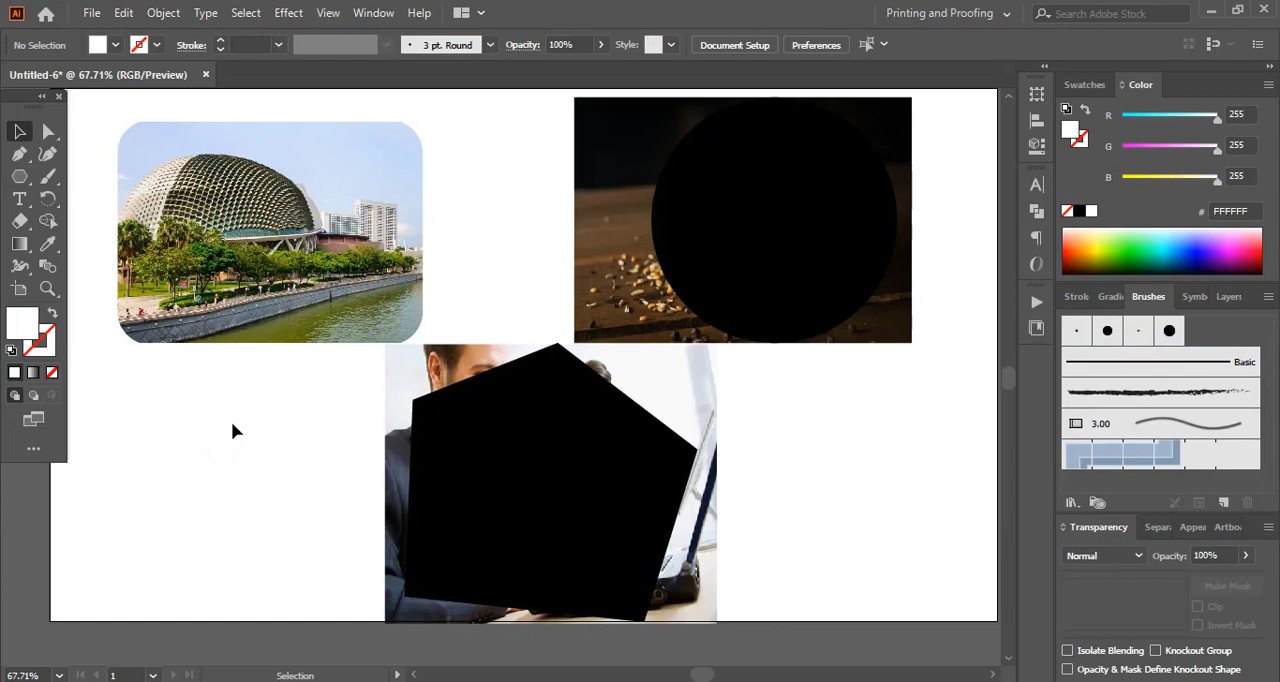 Ai File Edit Object Type Select Effect View Window Help Printing and Proofing Search Adobe Stock
No Selection Stroke: 3 pt. Round Opacity: 100% Style: Document Setup Preferences
Untitled-6* @ 67.71% (RGB/Preview)
Swatches Color
R 255
G 255
B 255
# FFFFFF
Stroke Gradi Brushes Symb Layers
Basic
3.00
Transparency Separ Appea Artbo
Normal Opacity: 100%
Make Mask
Clip
Invert Mask
Isolate Blending Knockout Group
Opacity & Mask Define Knockout Shape
67.71% 1 Selection